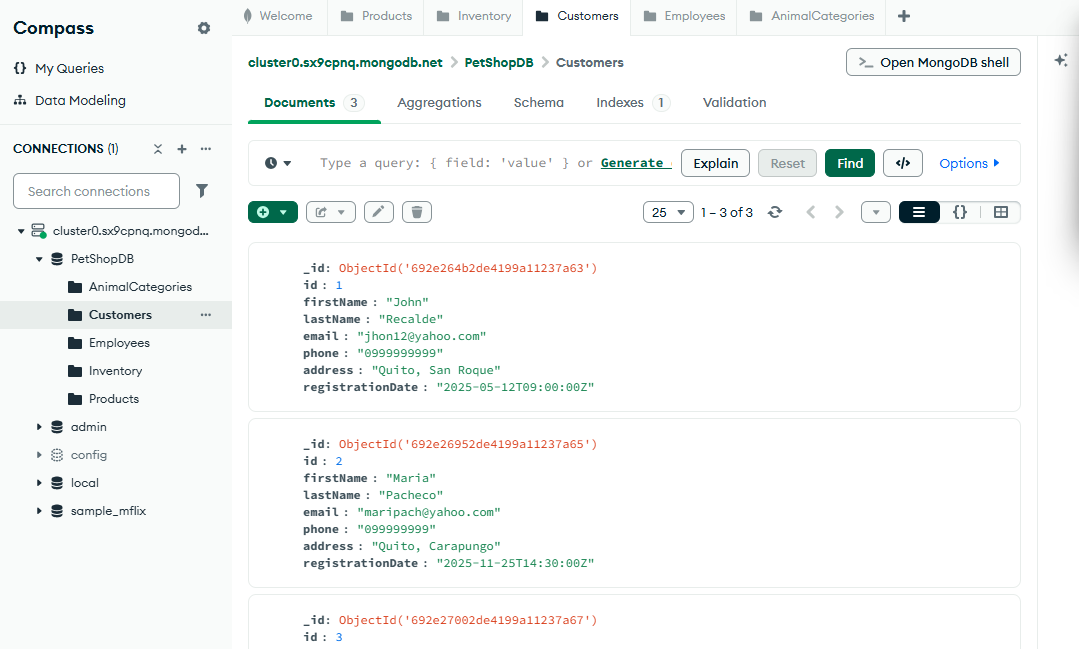 Compass
My Queries
Data Modeling
CONNECTIONS (1)
Search connections
cluster0.sx9cpnq.mongod...
PetShopDB
AnimalCategories
Customers
Employees
Inventory
Products
admin
config
local
sample_mflix
Welcome Products Inventory Customers Employees AnimalCategories
cluster0.sx9cpnq.mongodb.net > PetShopDB > Customers
>_ Open MongoDB shell
Documents 3 Aggregations Schema Indexes 1 Validation
Type a query: { field: 'value' } or Generate Explain Reset Find </> Options
25 1 – 3 of 3 {}
_id: ObjectId('692e264b2de4199a11237a63')
id : 1
firstName : "John"
lastName : "Recalde"
email : "jhon12@yahoo.com"
phone : "0999999999"
address : "Quito, San Roque"
registrationDate : "2025-05-12T09:00:00Z"
_id: ObjectId('692e26952de4199a11237a65')
id : 2
firstName : "Maria"
lastName : "Pacheco"
email : "maripach@yahoo.com"
phone : "099999999"
address : "Quito, Carapungo"
registrationDate : "2025-11-25T14:30:00Z"
_id: ObjectId('692e27002de4199a11237a67')
id : 3